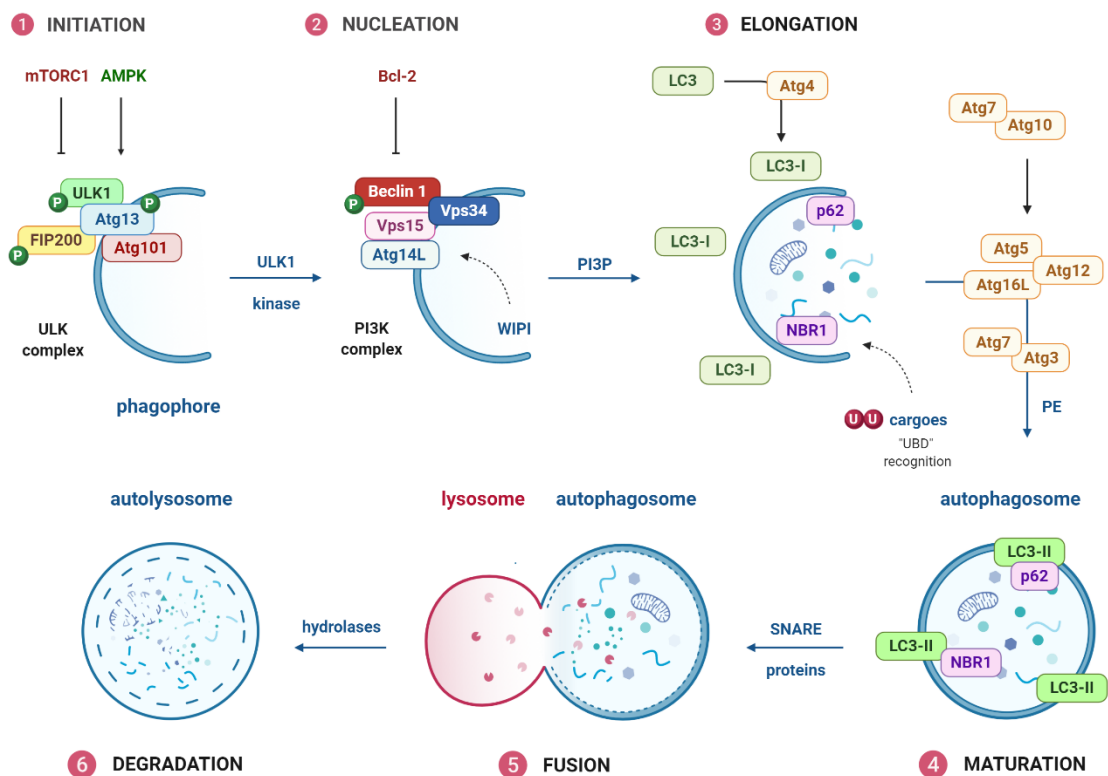 1 INITIATION
mTORC1 AMPK
P
ULK1
P
Atg13
P
FIP200
Atg101
ULK
complex
phagophore
ULK1
kinase
2 NUCLEATION
Bcl-2
Beclin 1
P
Vps34
Vps15
Atg14L
WIPI
PI3K
complex
PI3P
3 ELONGATION
LC3
Atg4
LC3-I
p62
LC3-I
NBR1
LC3-I
U U cargoes
"UBD"
recognition
Atg7
Atg10
Atg5
Atg12
Atg16L
Atg7
Atg3
PE
autophagosome
LC3-II
p62
LC3-II
NBR1
LC3-II
4 MATURATION
SNARE
proteins
lysosome autophagosome
5 FUSION
hydrolases
autolysosome
6 DEGRADATION